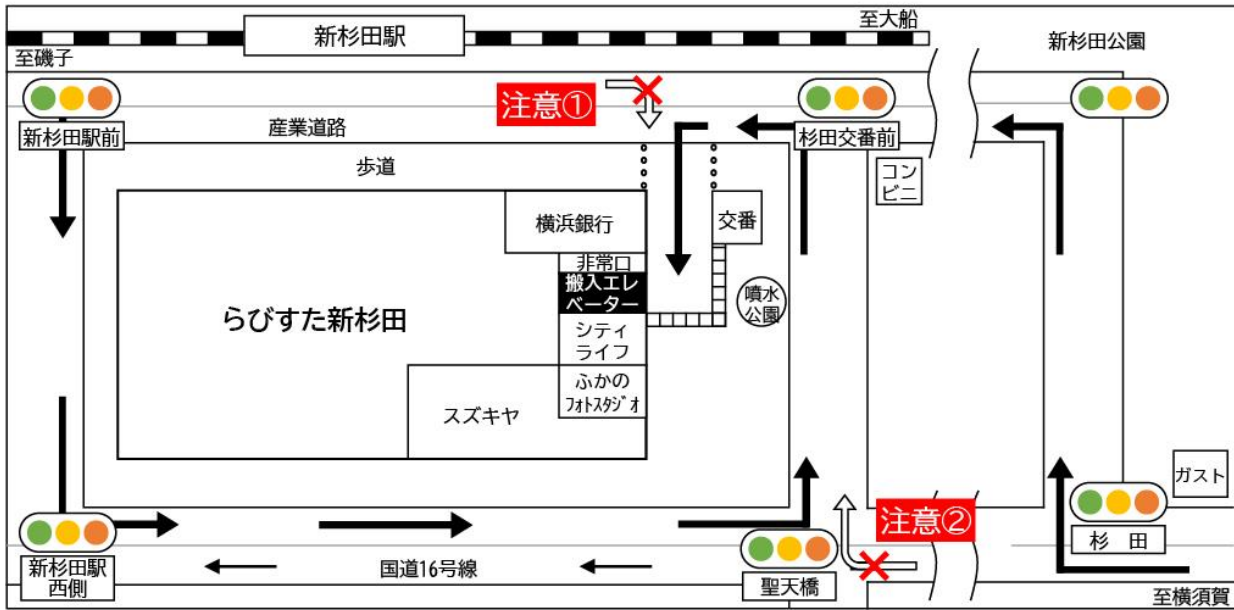 至大船
新杉田駅
新杉田公園
至磯子
注意①
新杉田駅前
産業道路
杉田交番前
歩道
コン
ビニ
横浜銀行
交番
非常口
搬入エレ
ベーター
噴水
公園
らびすた新杉田
シティ
ライフ
ふかの
ﾌｫﾄｽﾀｼﾞｵ
スズキヤ
ガスト
注意②
杉　田
新杉田駅
西側
国道16号線
聖天橋
至横須賀